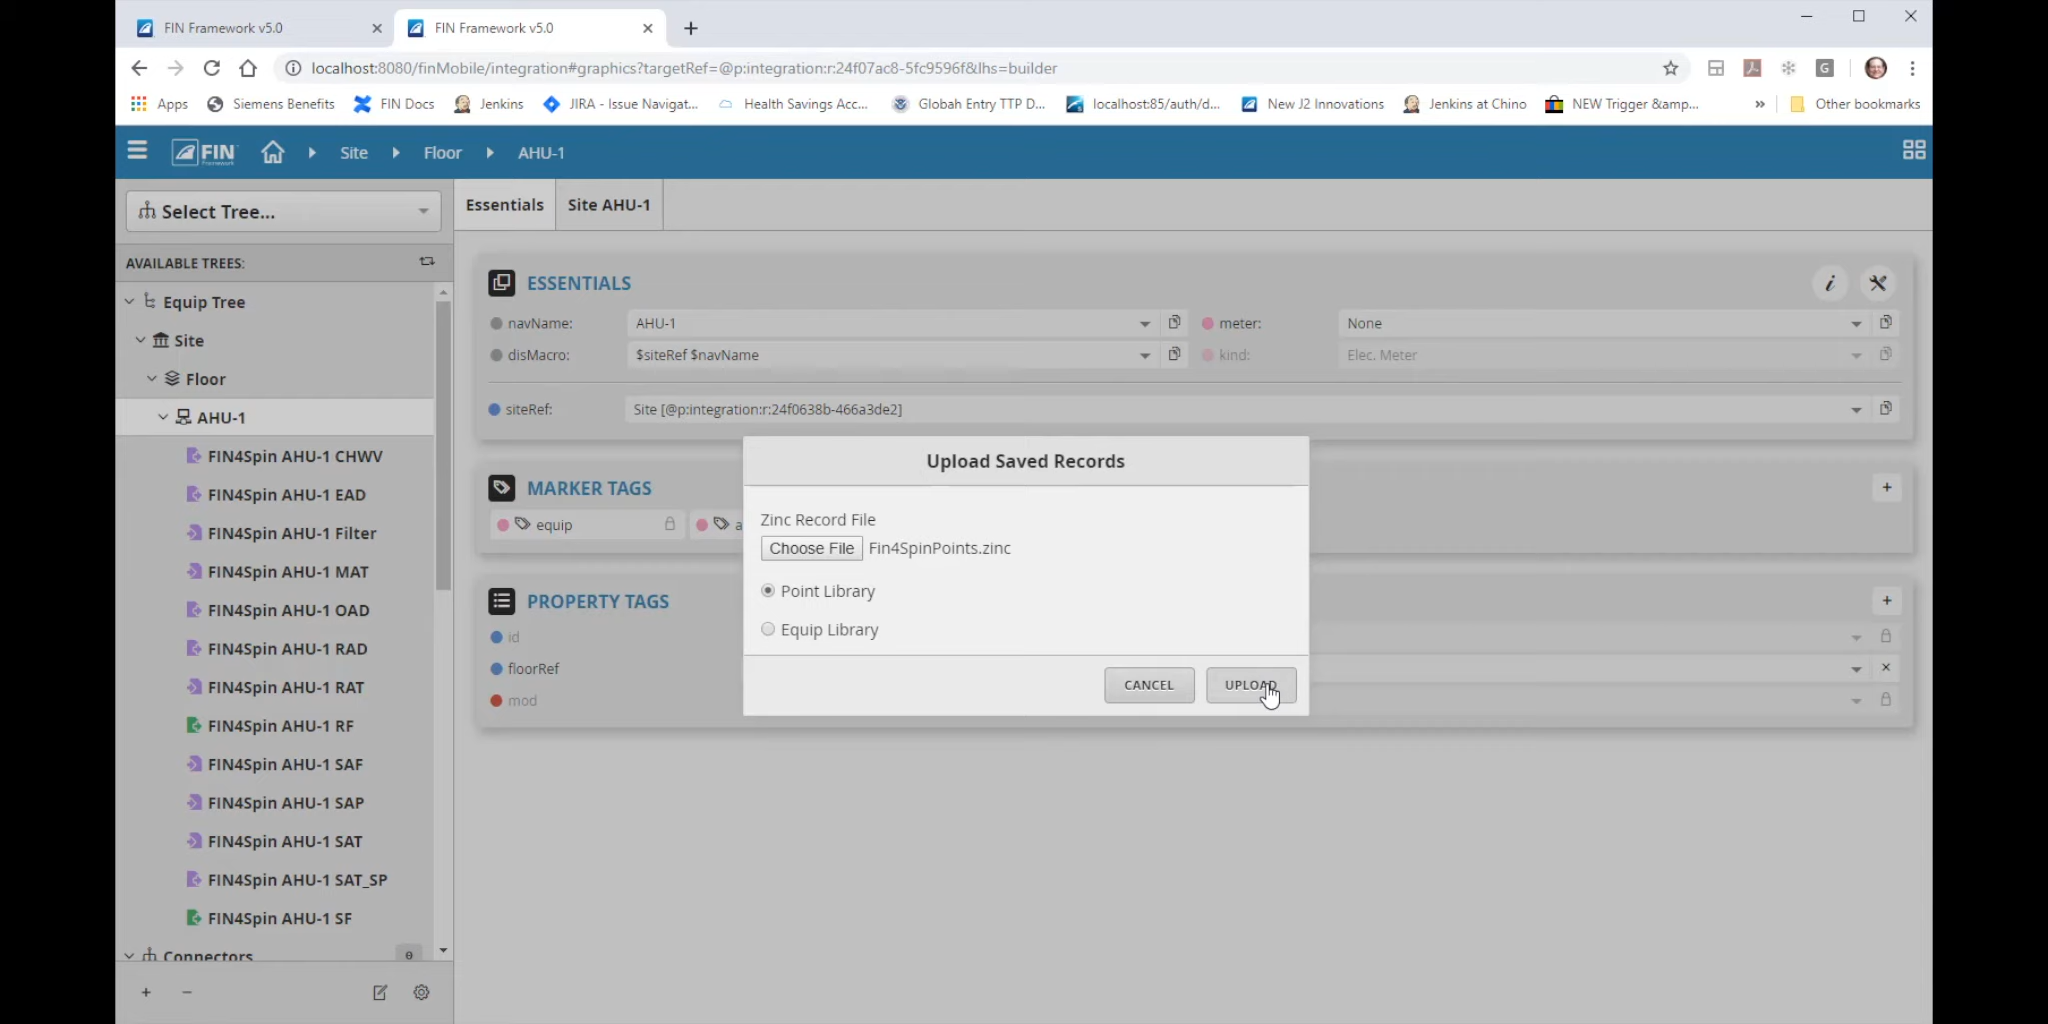 FIN Framework v5.0
FIN Framework v5.0
localhost:8080/finMobile/integration#graphics?targetRef=@p:integration:r:24f07ac8-5fc9596f&lhs=builder
Apps Siemens Benefits FIN Docs Jenkins JIRA - Issue Navigat... Health Savings Acc... Globah Entry TTP D... localhost:85/auth/d... New J2 Innovations Jenkins at Chino NEW Trigger &amp... » Other bookmarks
FIN Framework Site Floor AHU-1
Select Tree...
Essentials Site AHU-1
AVAILABLE TREES:
Equip Tree
Site
Floor
AHU-1
FIN4Spin AHU-1 CHWV
FIN4Spin AHU-1 EAD
FIN4Spin AHU-1 Filter
FIN4Spin AHU-1 MAT
FIN4Spin AHU-1 OAD
FIN4Spin AHU-1 RAD
FIN4Spin AHU-1 RAT
FIN4Spin AHU-1 RF
FIN4Spin AHU-1 SAF
FIN4Spin AHU-1 SAP
FIN4Spin AHU-1 SAT
FIN4Spin AHU-1 SAT_SP
FIN4Spin AHU-1 SF
Connectors 0
ESSENTIALS
navName: AHU-1 meter: None
disMacro: $siteRef $navName kind: Elec. Meter
siteRef: Site [@p:integration:r:24f0638b-466a3de2]
MARKER TAGS
equip a
PROPERTY TAGS
id
floorRef
mod
Upload Saved Records
Zinc Record File
Choose File Fin4SpinPoints.zinc
Point Library
Equip Library
CANCEL UPLOAD